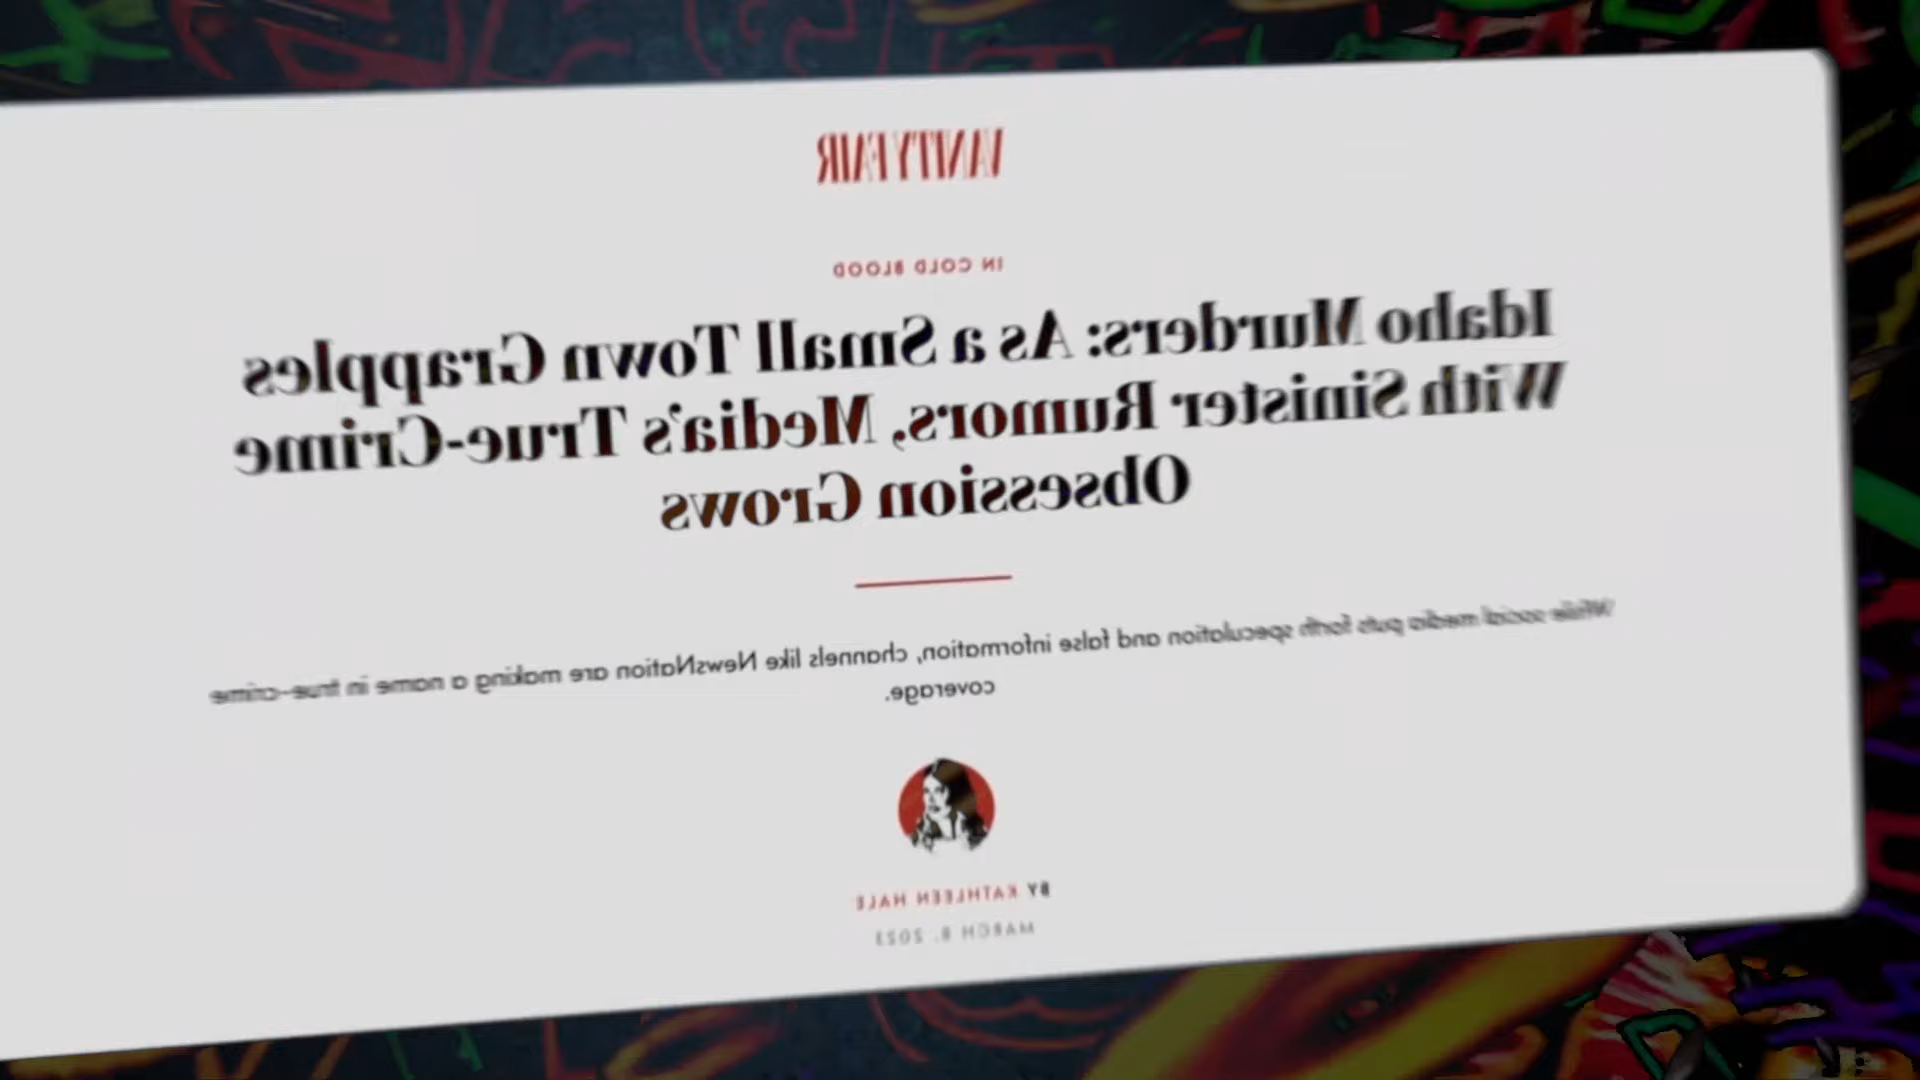 VANITY FAIR
IN COLD BLOOD
Idaho Murders: As a Small Town Grapples
With Sinister Rumors, Media's True-Crime
Obsession Grows
While social media puts forth speculation and false information, channels like NewsNation are making a name in true-crime
coverage.
BY KATHLEEN HALE
MARCH 8, 2023